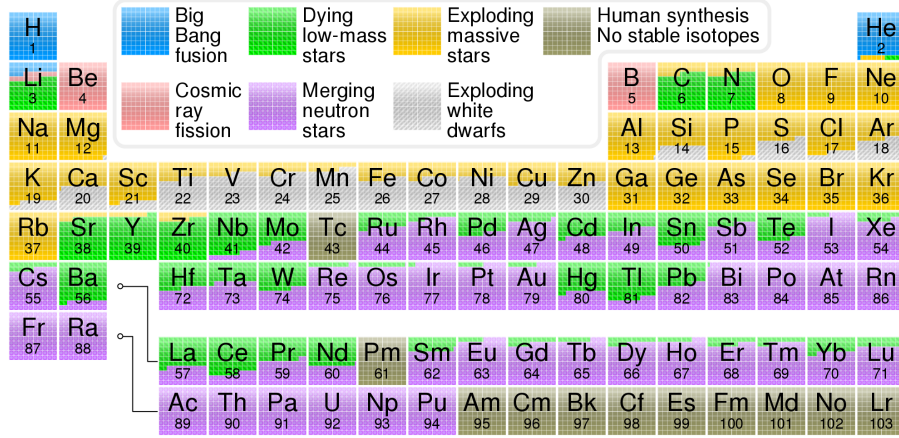 H
1
Big
Bang
fusion
Dying
low-mass
stars
Exploding
massive
stars
Human synthesis
No stable isotopes
He
2
Li
3
Be
4
Cosmic
ray
fission
Merging
neutron
stars
Exploding
white
dwarfs
B
5
C
6
N
7
O
8
F
9
Ne
10
Na
11
Mg
12
Al
13
Si
14
P
15
S
16
Cl
17
Ar
18
K
19
Ca
20
Sc
21
Ti
22
V
23
Cr
24
Mn
25
Fe
26
Co
27
Ni
28
Cu
29
Zn
30
Ga
31
Ge
32
As
33
Se
34
Br
35
Kr
36
Rb
37
Sr
38
Y
39
Zr
40
Nb
41
Mo
42
Tc
43
Ru
44
Rh
45
Pd
46
Ag
47
Cd
48
In
49
Sn
50
Sb
51
Te
52
I
53
Xe
54
Cs
55
Ba
56
Hf
72
Ta
73
W
74
Re
75
Os
76
Ir
77
Pt
78
Au
79
Hg
80
Tl
81
Pb
82
Bi
83
Po
84
At
85
Rn
86
Fr
87
Ra
88
La
57
Ce
58
Pr
59
Nd
60
Pm
61
Sm
62
Eu
63
Gd
64
Tb
65
Dy
66
Ho
67
Er
68
Tm
69
Yb
70
Lu
71
Ac
89
Th
90
Pa
91
U
92
Np
93
Pu
94
Am
95
Cm
96
Bk
97
Cf
98
Es
99
Fm
100
Md
101
No
102
Lr
103